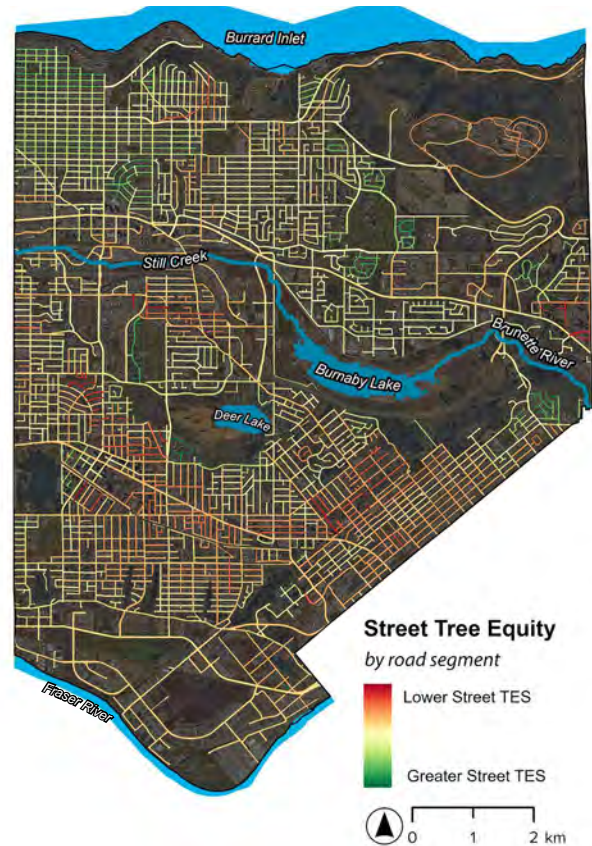 Burrard Inlet
Still Creek
Brunette River
Burnaby Lake
Deer Lake
Fraser River
Street Tree Equity
by road segment
Lower Street TES
Greater Street TES
0 1 2 km